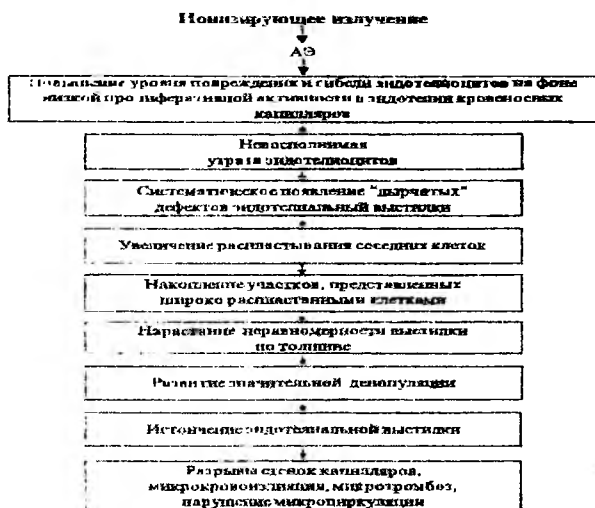 Ионизирующее излучение
АЭ
Повышение уровня повреждения и гибели эндотелиоцитов на фоне
низкой пролиферативной активности в эндотелии кровеносных
капилляров
Невосполнимая
утрата эндотелиоцитов
Систематическое появление "дырчатых"
дефектов эндотелиальный выстилки
Увеличение распластывания соседних клеток
Накопление участков, представленных
широко распластанными клетками
Нарастание неравномерности выстилки
по толщине
Развитие значительной депопуляции
Истончение эндотелиальной выстилки
Разрывы стенок капилляров,
микрокровоизлияния, микротромбоз,
нарушение микроциркуляции